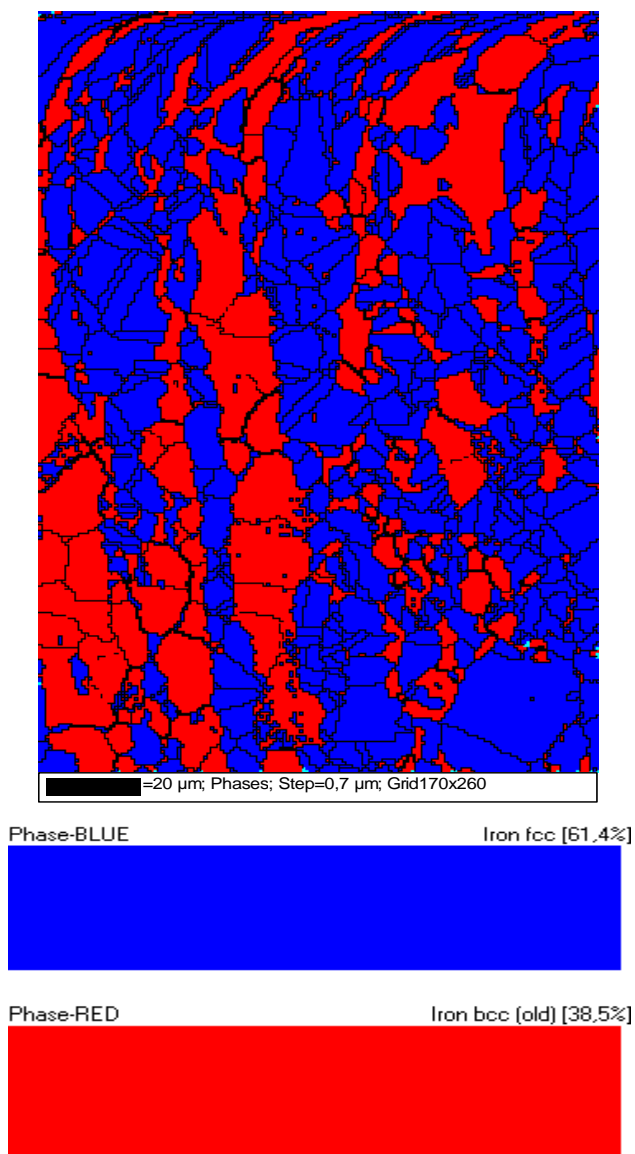 =20 µm; Phases; Step=0,7 µm; Grid170x260
Phase-BLUE Iron fcc [61,4%]
Phase-RED Iron bcc (old) [38,5%]